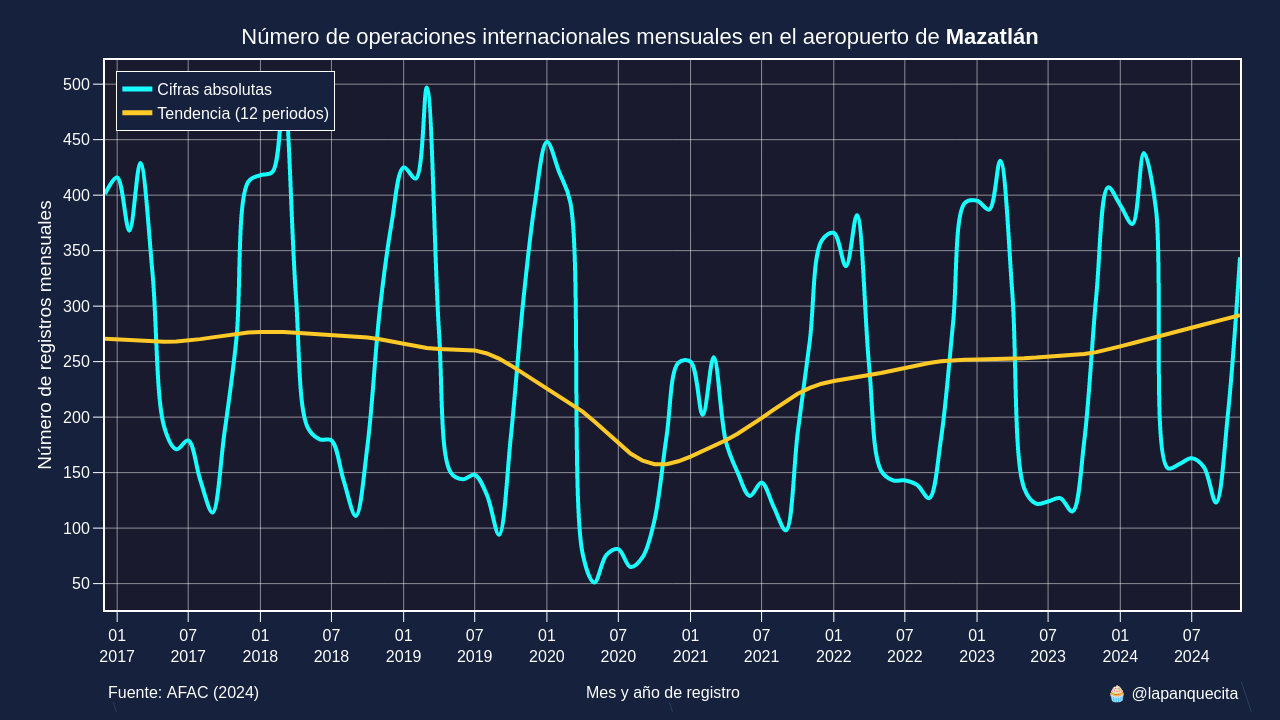 Número de operaciones internacionales mensuales en el aeropuerto de Mazatlán
Cifras absolutas
Tendencia (12 periodos)
Número de registros mensuales
500
450
400
350
300
250
200
150
100
50
01 07 01 07 01 07 01 07 01 07 01 07 01 07 01 07
2017 2017 2018 2018 2019 2019 2020 2020 2021 2021 2022 2022 2023 2023 2024 2024
Fuente: AFAC (2024) Mes y año de registro 🧁 @lapanquecita